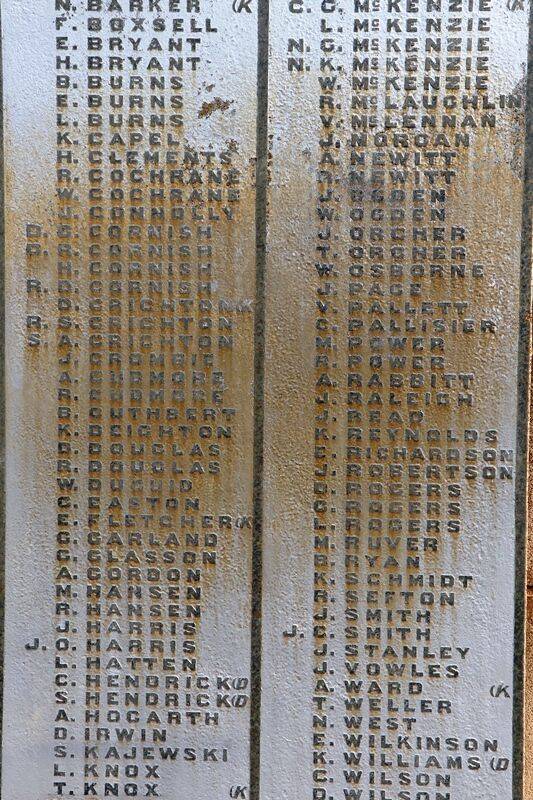 N. BARKER (K
F. BOXSELL
E. BRYANT
H. BRYANT
B. BURNS
E. BURNS
L. BURNS
K. CAPEL
H. CLEMENTS
R. COCHRANE
W. COCHRANE
J. CONNOLLY
D. G. CORNISH
D. R. CORNISH
H. CORNISH
R. D. CORNISH
D. CRICHTON (K
R. S. CRICHTON
S. A. CRICHTON
J. CROMBIE
A. CUDMORE
R. CUDMORE
B. CUTHBERT
K. DEIGHTON
D. DOUGLAS
R. DOUGLAS
W. DUGUID
C. EASTON
E. FLETCHER (K
C. GARLAND
G. GLASSON
A. GORDON
M. HANSEN
R. HANSEN
J. HARRIS
J. O. HARRIS
L. HATTEN
C. HENDRICK (D
S. HENDRICK (D
A. HOGARTH
D. IRWIN
S. KAJEWSKI
L. KNOX
T. KNOX (K
C. C. McKENZIE (K
L. McKENZIE
N. G. McKENZIE
N. K. McKENZIE
W. McKENZIE
R. McLAUCHLIN
V. McLENNAN
J. MORGAN
A. NEWITT
NEWITT
J. OGDEN
W. OGDEN
J. ORCHER
T. ORCHER
W. OSBORNE
J. PAGE
V. PALLETT
C. PALLISIER
M. POWER
R. POWER
A. RABBITT
J. RALEIGH
J. READ
K. REYNOLDS
E. RICHARDSON
J. ROBERTSON
D. ROGERS
G. ROGERS
L. ROGERS
M. RUVER
B. RYAN
K. SCHMIDT
R. SEFTON
J. SMITH
J. C. SMITH
J. STANLEY
J. VOWLES
A. WARD (K
T. WELLER
N. WEST
E. WILKINSON
K. WILLIAMS (D
C. WILSON
D. WILSON